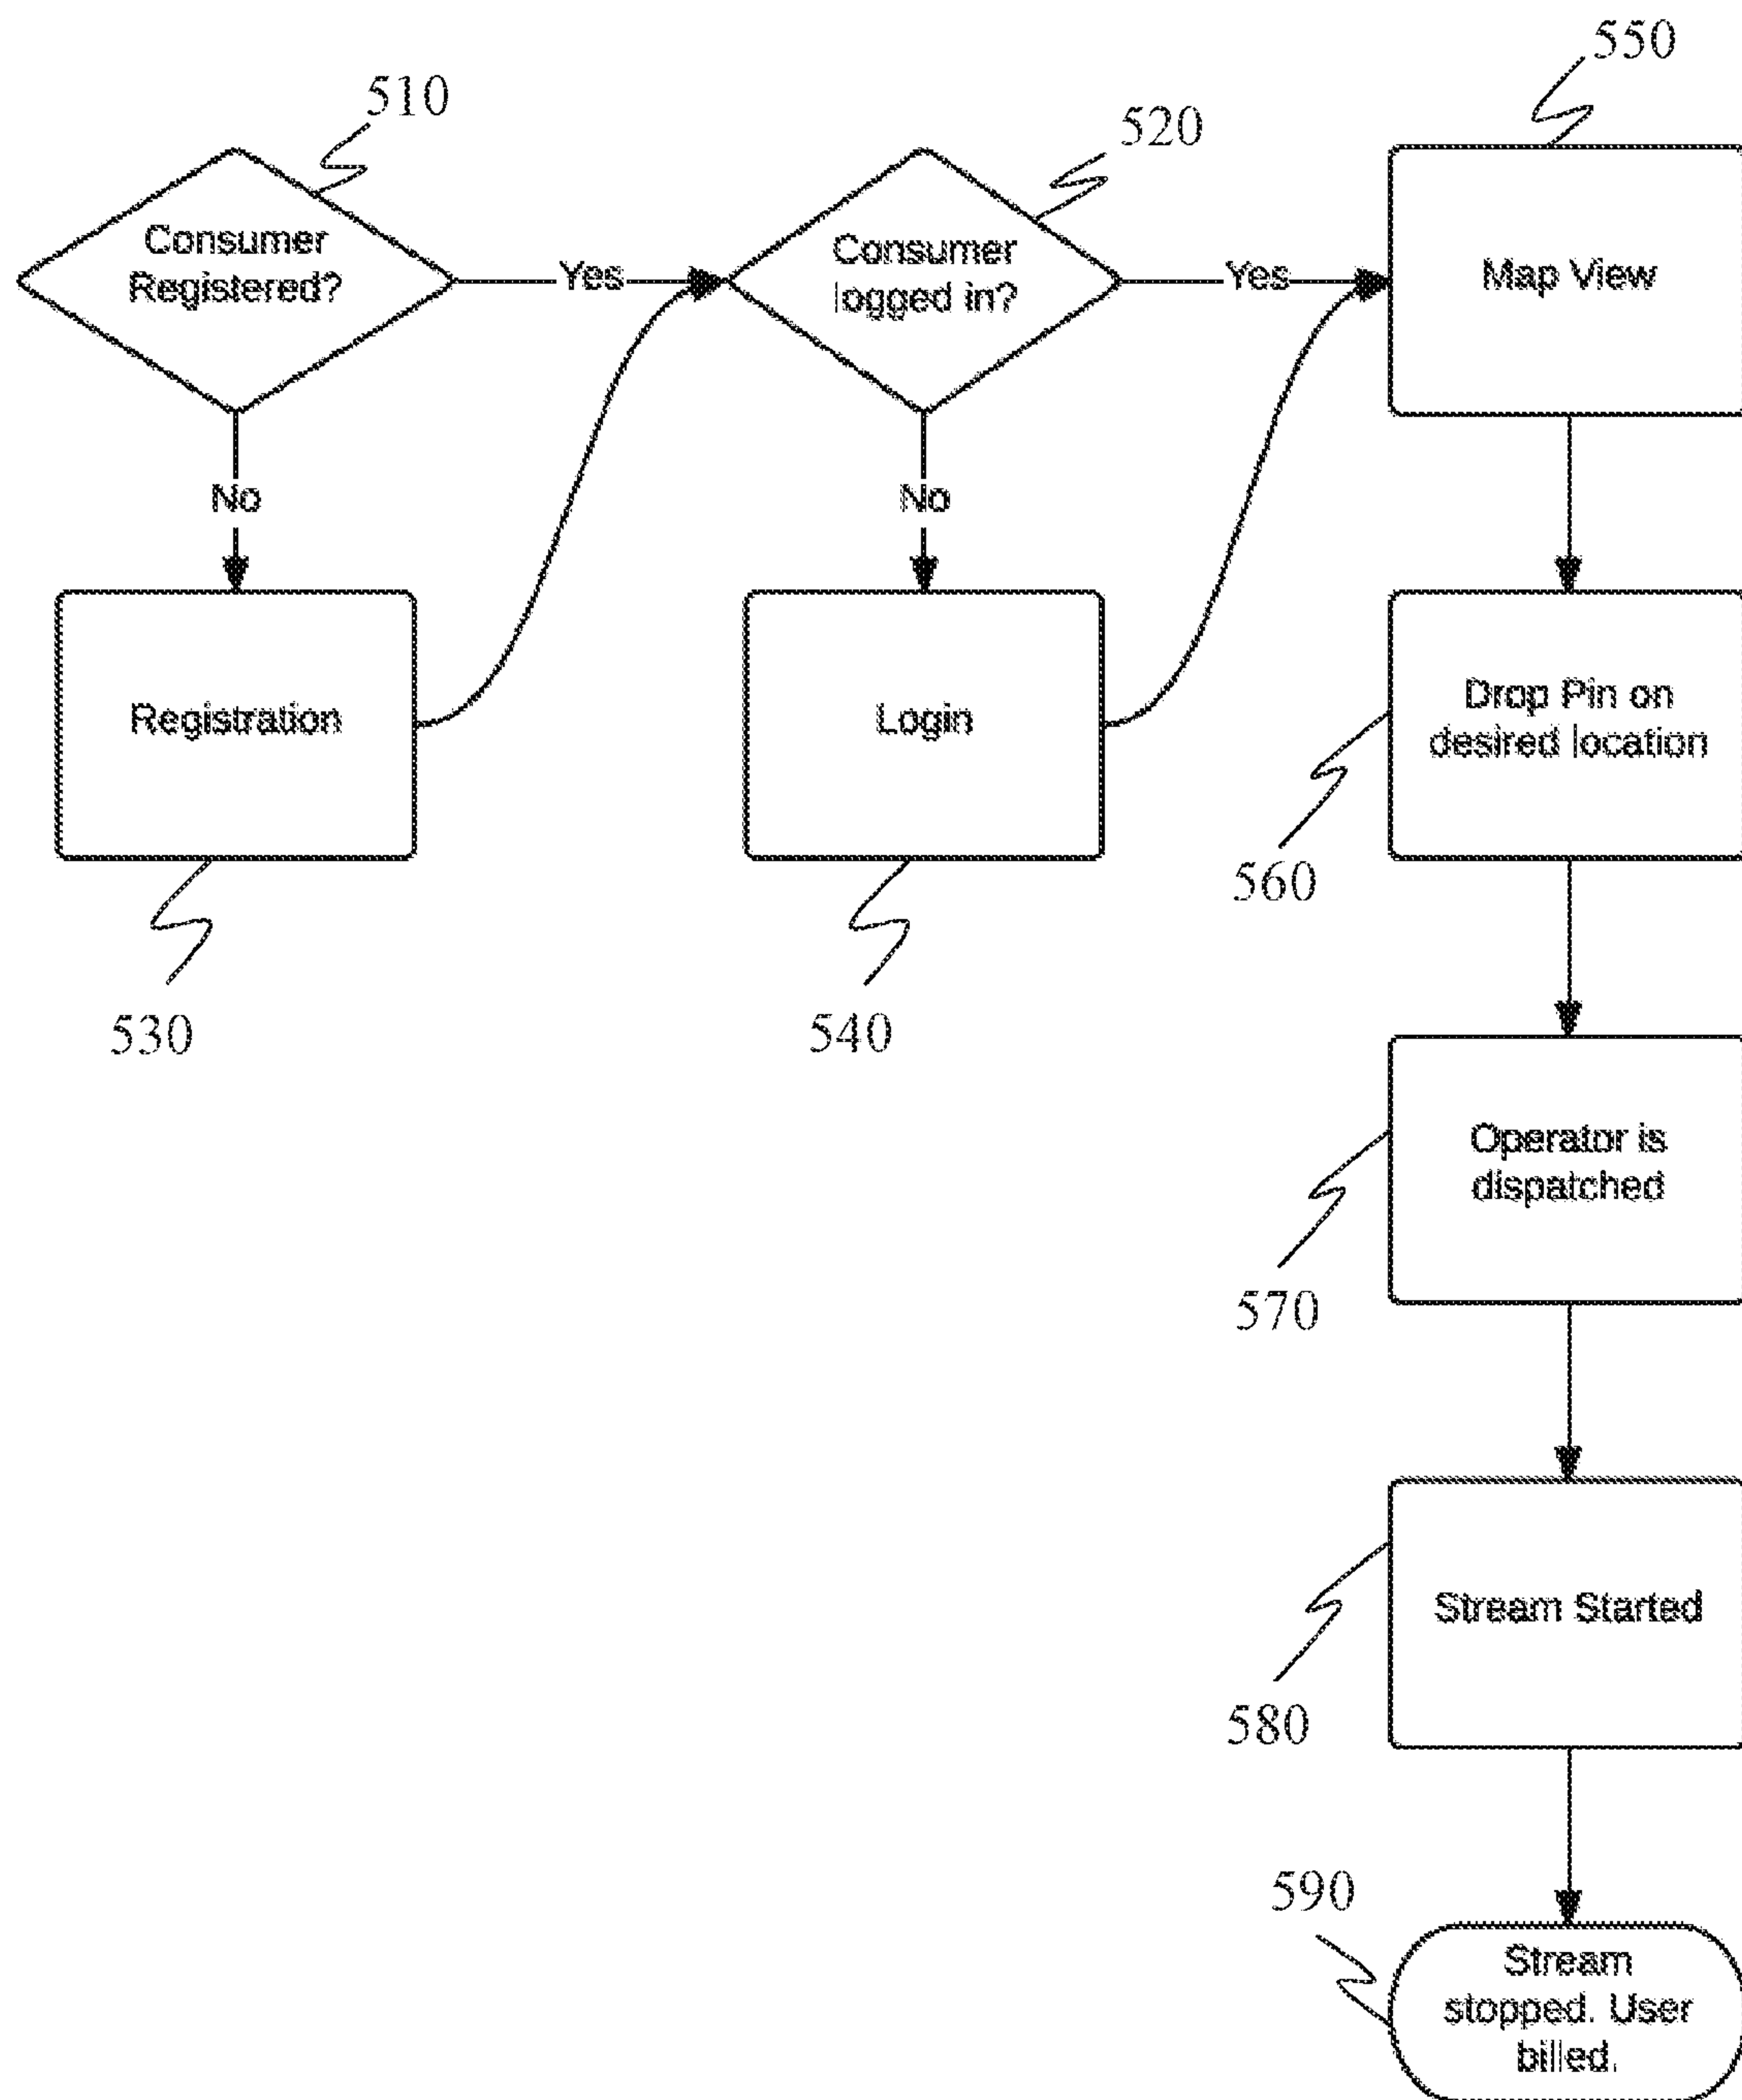 550
510
520
Consumer
Registered?
Yes
Consumer
logged in?
Yes
Map View
No
No
Registration
Login
Drop Pin on
desired location
560
530
540
Operator is
dispatched
570
Stream Started
580
590
Stream
stopped. User
billed.